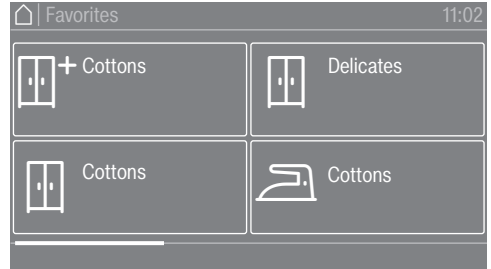 Favorites 11:02
+ Cottons
Delicates
Cottons
Cottons